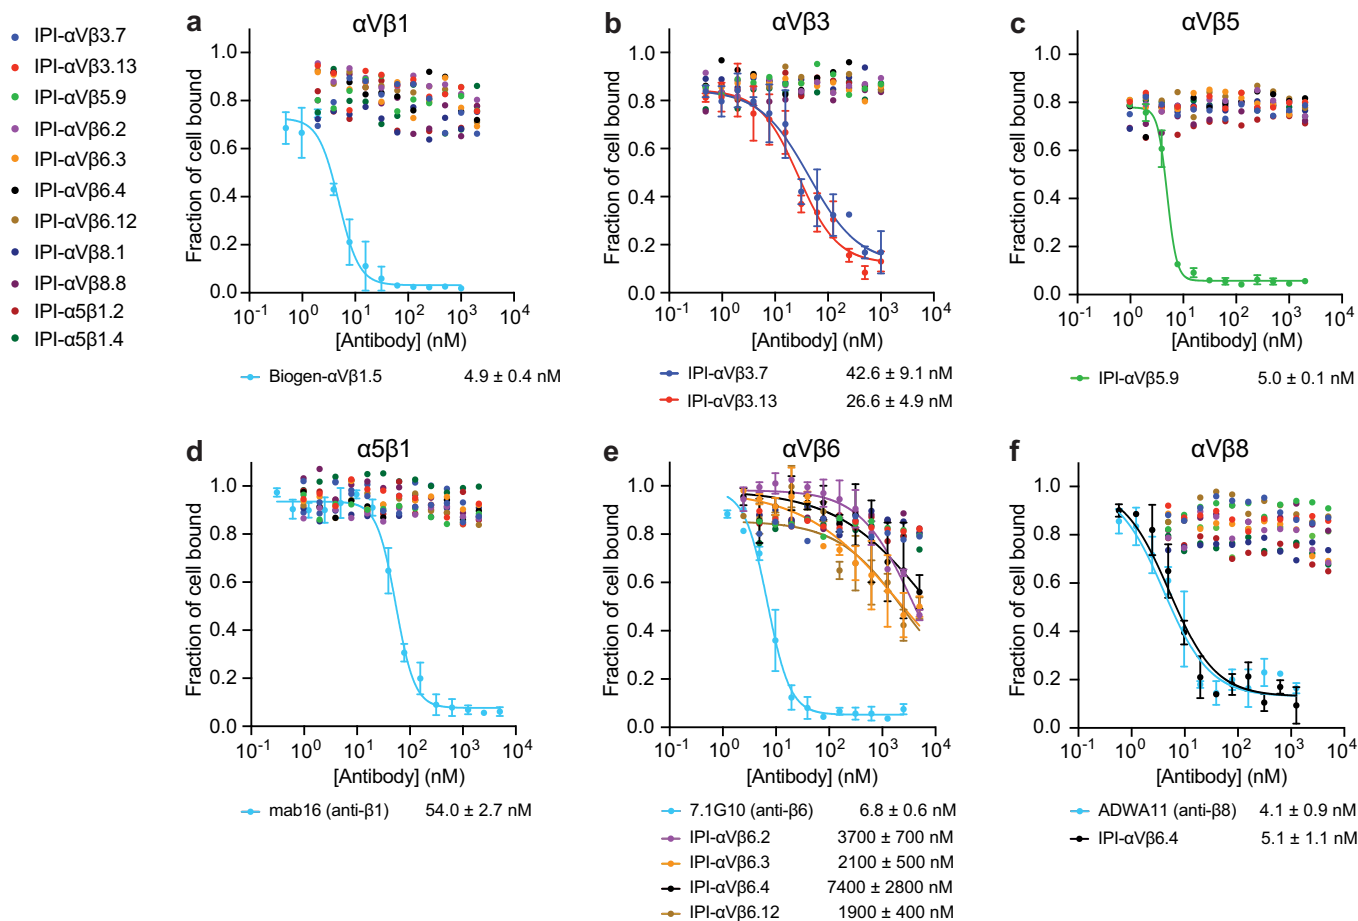 IPI-αVβ3.7
IPI-αVβ3.13
IPI-αVβ5.9
IPI-αVβ6.2
IPI-αVβ6.3
IPI-αVβ6.4
IPI-αVβ6.12
IPI-αVβ8.1
IPI-αVβ8.8
IPI-α5β1.2
IPI-α5β1.4
a αVβ1
Fraction of cell bound
1.0
0.8
0.6
0.4
0.2
0.0
10⁻¹ 10⁰ 10¹ 10² 10³ 10⁴
[Antibody] (nM)
Biogen-αVβ1.5 4.9 ± 0.4 nM
b αVβ3
Fraction of cell bound
1.0
0.8
0.6
0.4
0.2
0.0
10⁻¹ 10⁰ 10¹ 10² 10³ 10⁴
[Antibody] (nM)
IPI-αVβ3.7 42.6 ± 9.1 nM
IPI-αVβ3.13 26.6 ± 4.9 nM
c αVβ5
Fraction of cell bound
1.0
0.8
0.6
0.4
0.2
0.0
10⁻¹ 10⁰ 10¹ 10² 10³ 10⁴
[Antibody] (nM)
IPI-αVβ5.9 5.0 ± 0.1 nM
d α5β1
Fraction of cell bound
1.0
0.8
0.6
0.4
0.2
0.0
10⁻¹ 10⁰ 10¹ 10² 10³ 10⁴
[Antibody] (nM)
mab16 (anti-β1) 54.0 ± 2.7 nM
e αVβ6
Fraction of cell bound
1.0
0.8
0.6
0.4
0.2
0.0
10⁻¹ 10⁰ 10¹ 10² 10³ 10⁴
[Antibody] (nM)
7.1G10 (anti-β6) 6.8 ± 0.6 nM
IPI-αVβ6.2 3700 ± 700 nM
IPI-αVβ6.3 2100 ± 500 nM
IPI-αVβ6.4 7400 ± 2800 nM
IPI-αVβ6.12 1900 ± 400 nM
f αVβ8
Fraction of cell bound
1.0
0.8
0.6
0.4
0.2
0.0
10⁻¹ 10⁰ 10¹ 10² 10³ 10⁴
[Antibody] (nM)
ADWA11 (anti-β8) 4.1 ± 0.9 nM
IPI-αVβ6.4 5.1 ± 1.1 nM